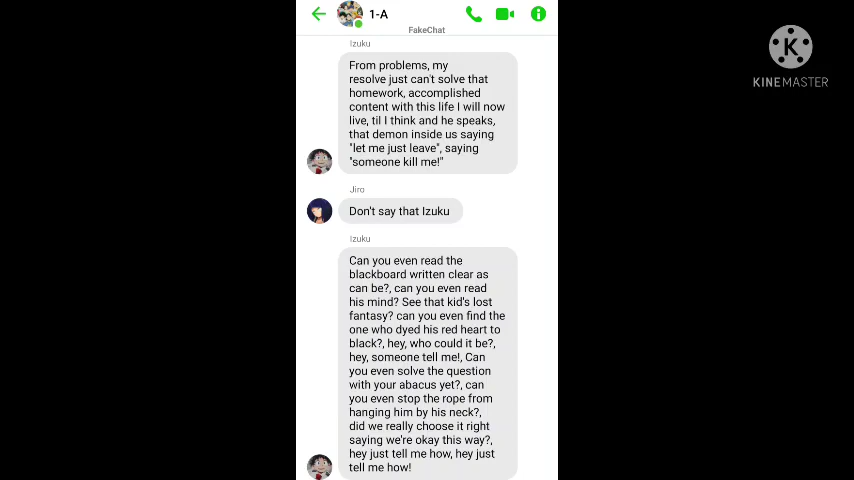 1-A
FakeChat
Izuku
From problems, my
resolve just can't solve that
homework, accomplished
content with this life I will now
live, til I think and he speaks,
that demon inside us saying
"let me just leave", saying
"someone kill me!"
Jiro
Don't say that Izuku
Izuku
Can you even read the
blackboard written clear as
can be?, can you even read
his mind? See that kid's lost
fantasy? can you even find the
one who dyed his red heart to
black?, hey, who could it be?,
hey, someone tell me!, Can
you even solve the question
with your abacus yet?, can
you even stop the rope from
hanging him by his neck?,
did we really choose it right
saying we're okay this way?,
hey just tell me how, hey just
tell me how!
K
KINEMASTER